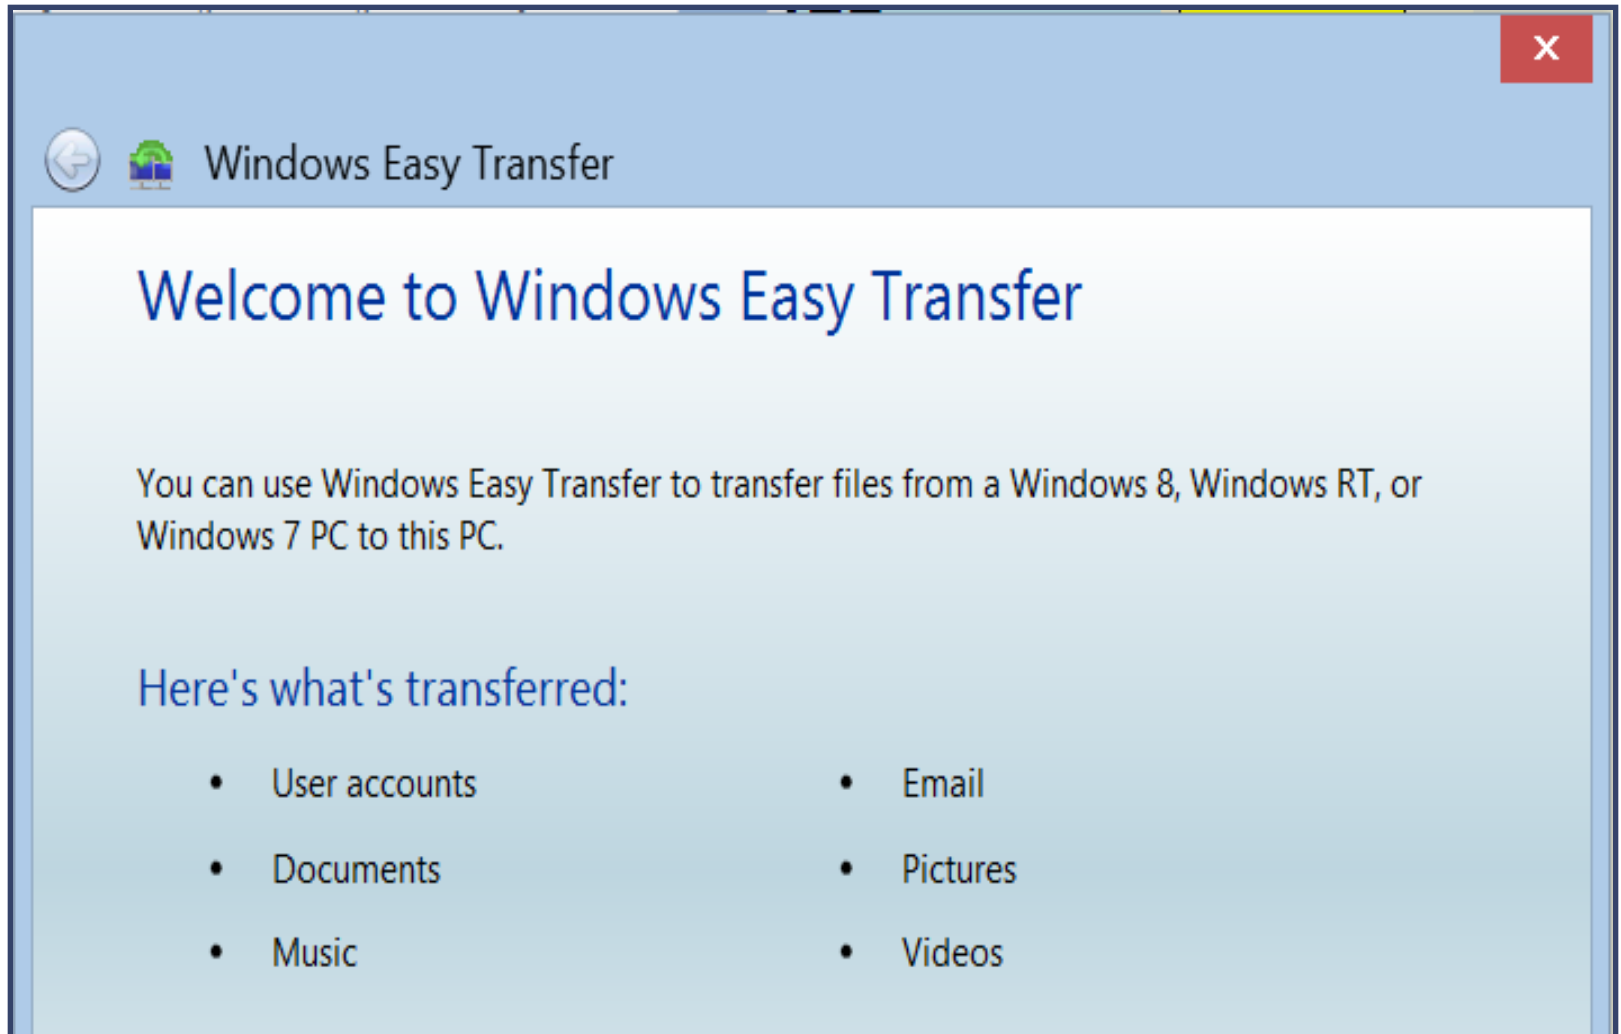 x
Windows Easy Transfer
Welcome to Windows Easy Transfer
You can use Windows Easy Transfer to transfer files from a Windows 8, Windows RT, or
Windows 7 PC to this PC.
Here's what's transferred:
• User accounts
• Email
• Documents
• Pictures
• Music
• Videos